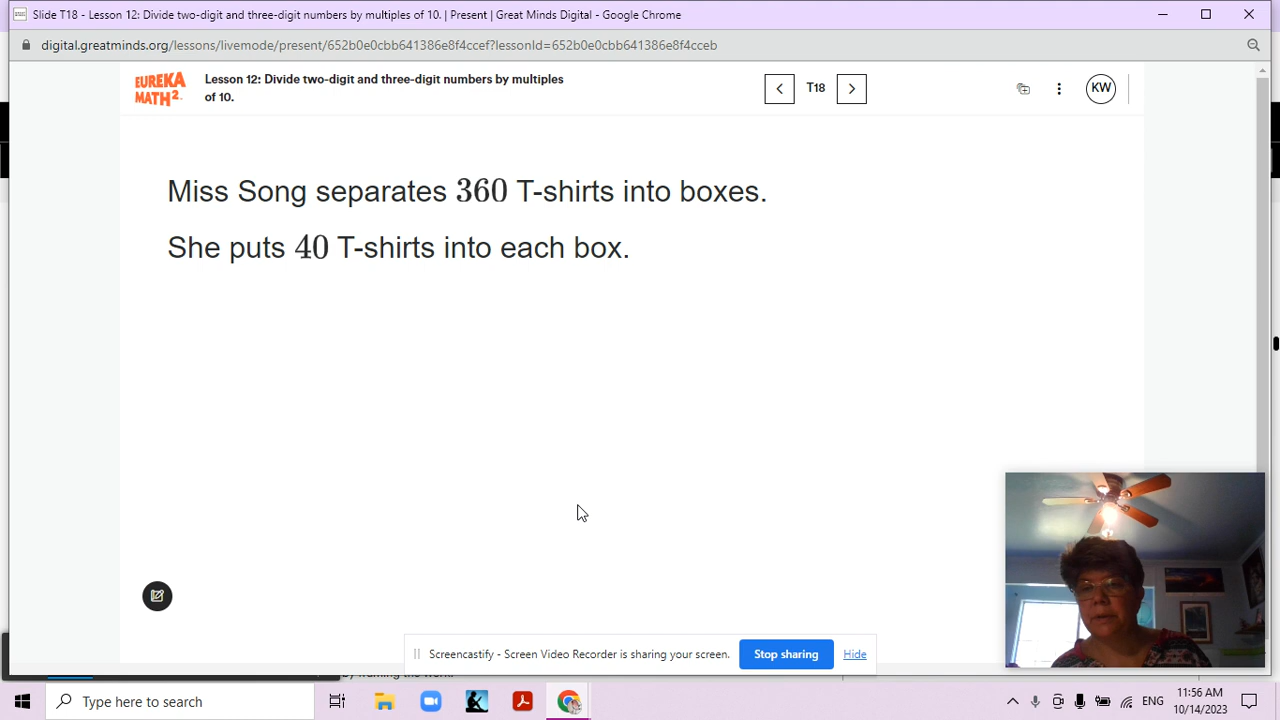 Slide T18 - Lesson 12: Divide two-digit and three-digit numbers by multiples of 10. | Present | Great Minds Digital - Google Chrome
digital.greatminds.org/lessons/livemode/present/652b0e0cbb641386e8f4ccef?lessonId=652b0e0cbb641386e8f4cceb
EUREKA MATH²
Lesson 12: Divide two-digit and three-digit numbers by multiples of 10.
T18
KW
Miss Song separates 360 T-shirts into boxes.
She puts 40 T-shirts into each box.
Screencastify - Screen Video Recorder is sharing your screen.
Stop sharing
Hide
by framing the work.
Type here to search
ENG
11:56 AM
10/14/2023